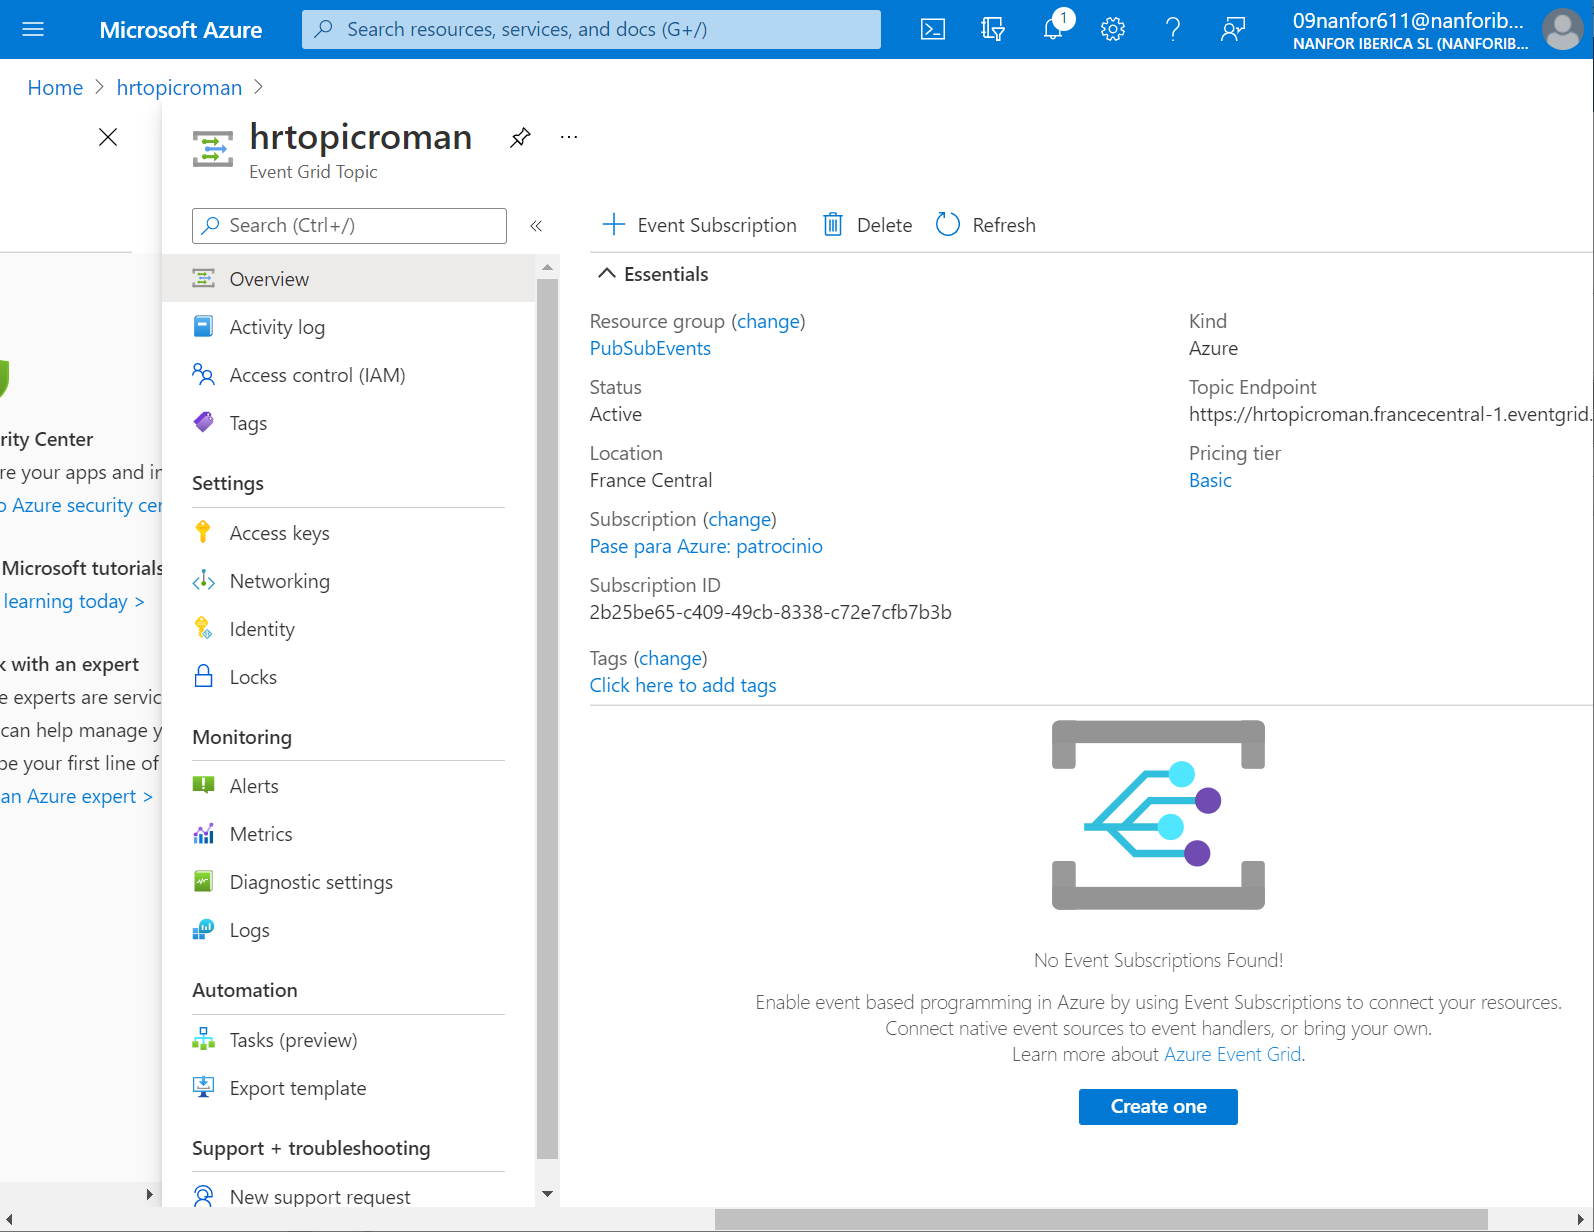 Microsoft Azure
Search resources, services, and docs (G+/)
1
09nanfor611@nanforib...
NANFOR IBERICA SL (NANFORIB...
Home > hrtopicroman >
hrtopicroman
...
Event Grid Topic
Search (Ctrl+/)
«
Event Subscription
Delete
Refresh
rity Center
re your apps and in
o Azure security cen
Microsoft tutorials
learning today >
k with an expert
e experts are servic
can help manage y
be your first line of
an Azure expert >
Overview
Activity log
Access control (IAM)
Tags
Settings
Access keys
Networking
Identity
Locks
Monitoring
Alerts
Metrics
Diagnostic settings
Logs
Automation
Tasks (preview)
Export template
Support + troubleshooting
New support request
Essentials
Resource group (change)
PubSubEvents
Status
Active
Location
France Central
Subscription (change)
Pase para Azure: patrocinio
Subscription ID
2b25be65-c409-49cb-8338-c72e7cfb7b3b
Tags (change)
Click here to add tags
Kind
Azure
Topic Endpoint
https://hrtopicroman.francecentral-1.eventgrid.
Pricing tier
Basic
No Event Subscriptions Found!
Enable event based programming in Azure by using Event Subscriptions to connect your resources.
Connect native event sources to event handlers, or bring your own.
Learn more about Azure Event Grid.
Create one